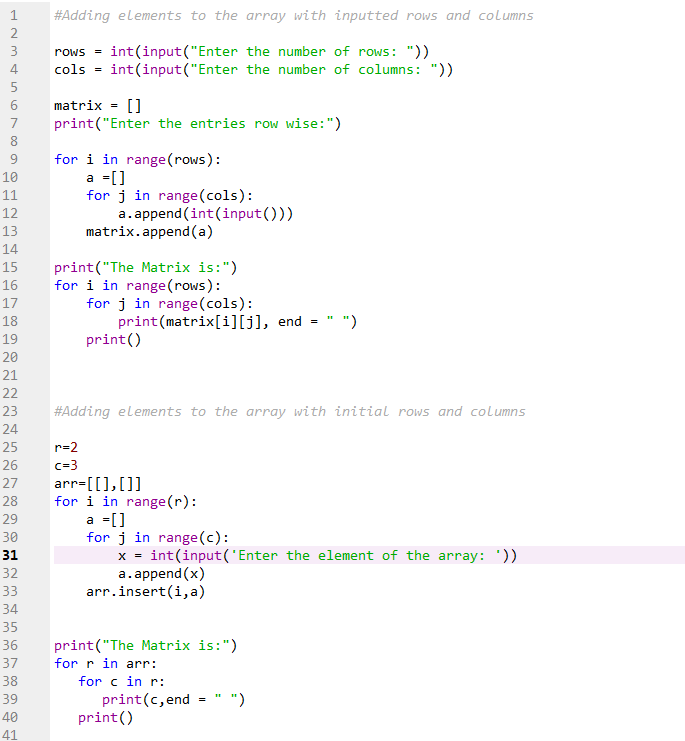 1 #Adding elements to the array with inputted rows and columns
2
3 rows = int(input("Enter the number of rows: "))
4 cols = int(input("Enter the number of columns: "))
5
6 matrix = []
7 print("Enter the entries row wise:")
8
9 for i in range(rows):
10     a =[]
11     for j in range(cols):
12         a.append(int(input()))
13     matrix.append(a)
14
15 print("The Matrix is:")
16 for i in range(rows):
17     for j in range(cols):
18         print(matrix[i][j], end = " ")
19     print()
20
21
22
23 #Adding elements to the array with initial rows and columns
24
25 r=2
26 c=3
27 arr=[[],[]]
28 for i in range(r):
29     a =[]
30     for j in range(c):
31         x = int(input('Enter the element of the array: '))
32         a.append(x)
33     arr.insert(i,a)
34
35
36 print("The Matrix is:")
37 for r in arr:
38    for c in r:
39       print(c,end = " ")
40    print()
41